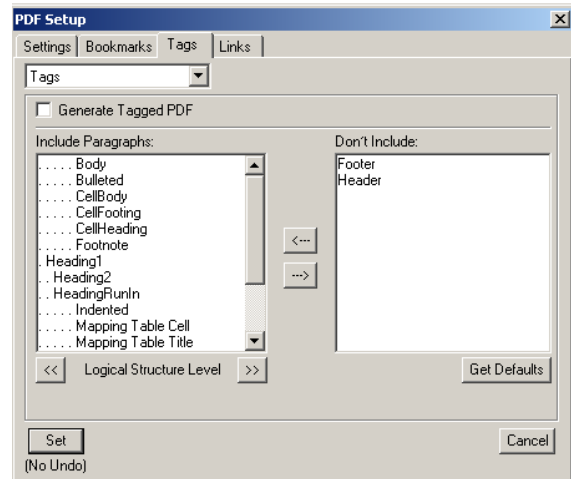 PDF Setup
Settings Bookmarks Tags Links
Tags
Generate Tagged PDF
Include Paragraphs:
. . . . . Body
. . . . . Bulleted
. . . . . CellBody
. . . . . CellFooting
. . . . . CellHeading
. . . . . Footnote
. Heading1
. . Heading2
. . HeadingRunIn
. . . . . Indented
. . . . . Mapping Table Cell
. . . . . Mapping Table Title
<< Logical Structure Level >>
<---
--->
Don't Include:
Footer
Header
Get Defaults
Set
Cancel
(No Undo)